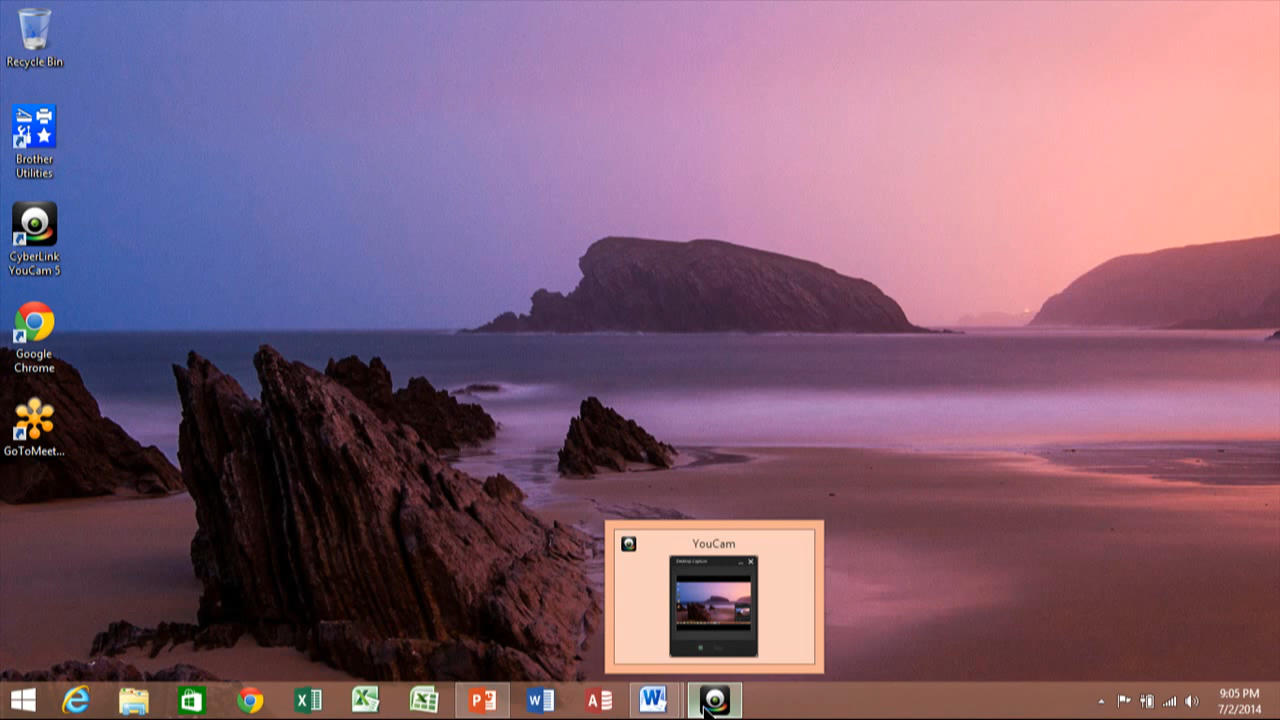 Recycle Bin
Brother
Utilities
CyberLink
YouCam 5
Google
Chrome
GoToMeet...
YouCam
Desktop Capture
9:05 PM
7/2/2014